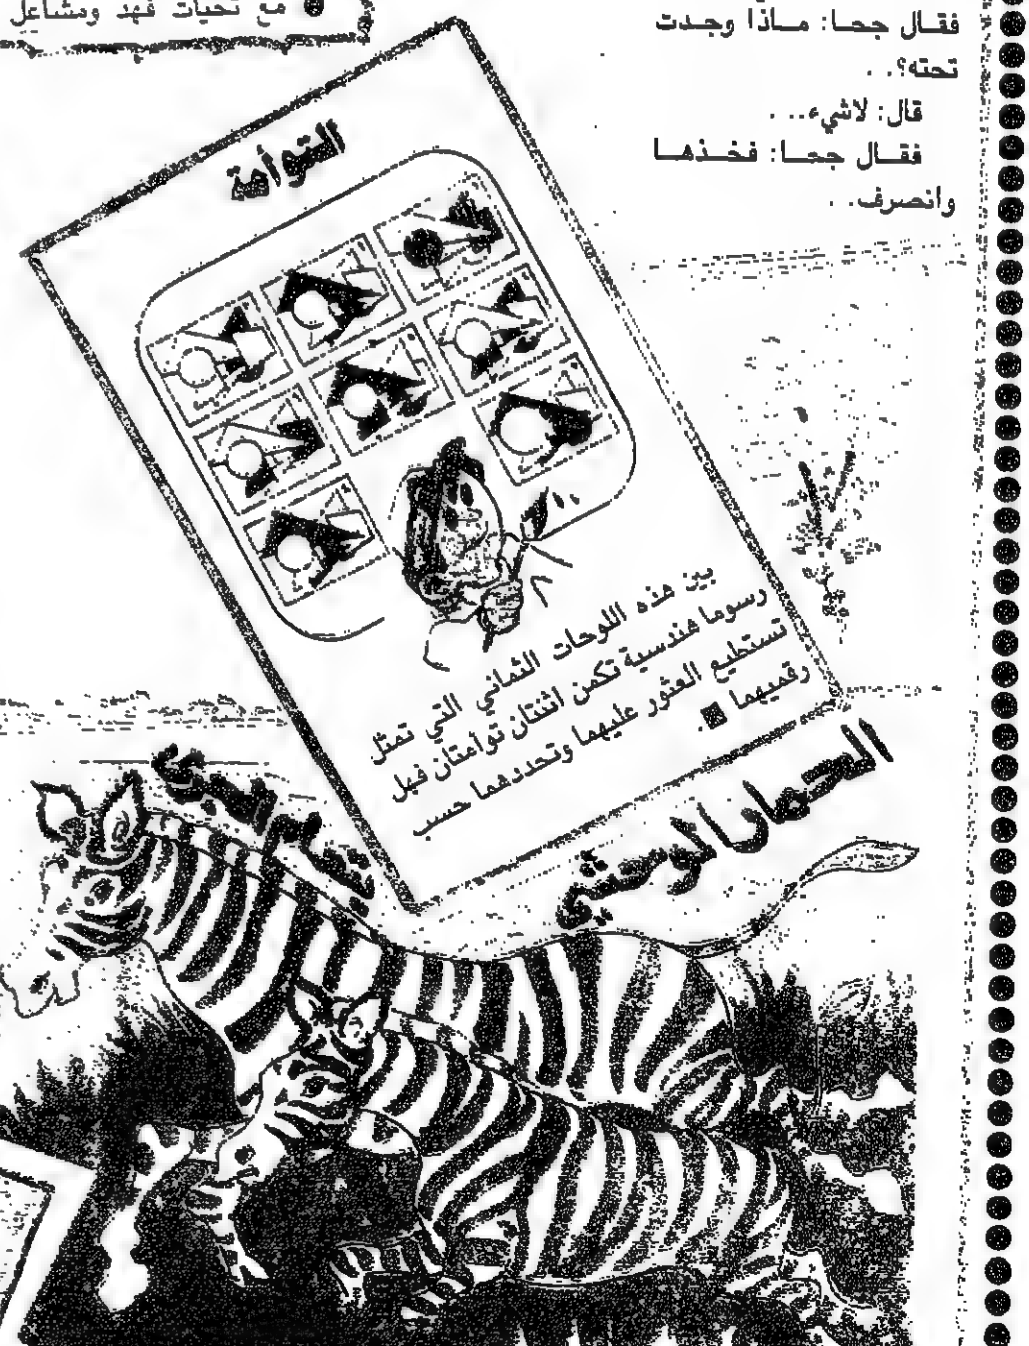 فقال جحا: ماذا وجدت
تحته؟..
قال: لاشيء...
فقال جحا: فخذها
وانصرف..
مع تحيات فهد ومشاعل
التوأمة
بين هذه اللوحات الثماني التي تمثل
رسوما هندسية تكمن اثنتان توأمتان فهل
تستطيع العثور عليهما وتحددهما حسب
رقميهما
الحمار الوحشي